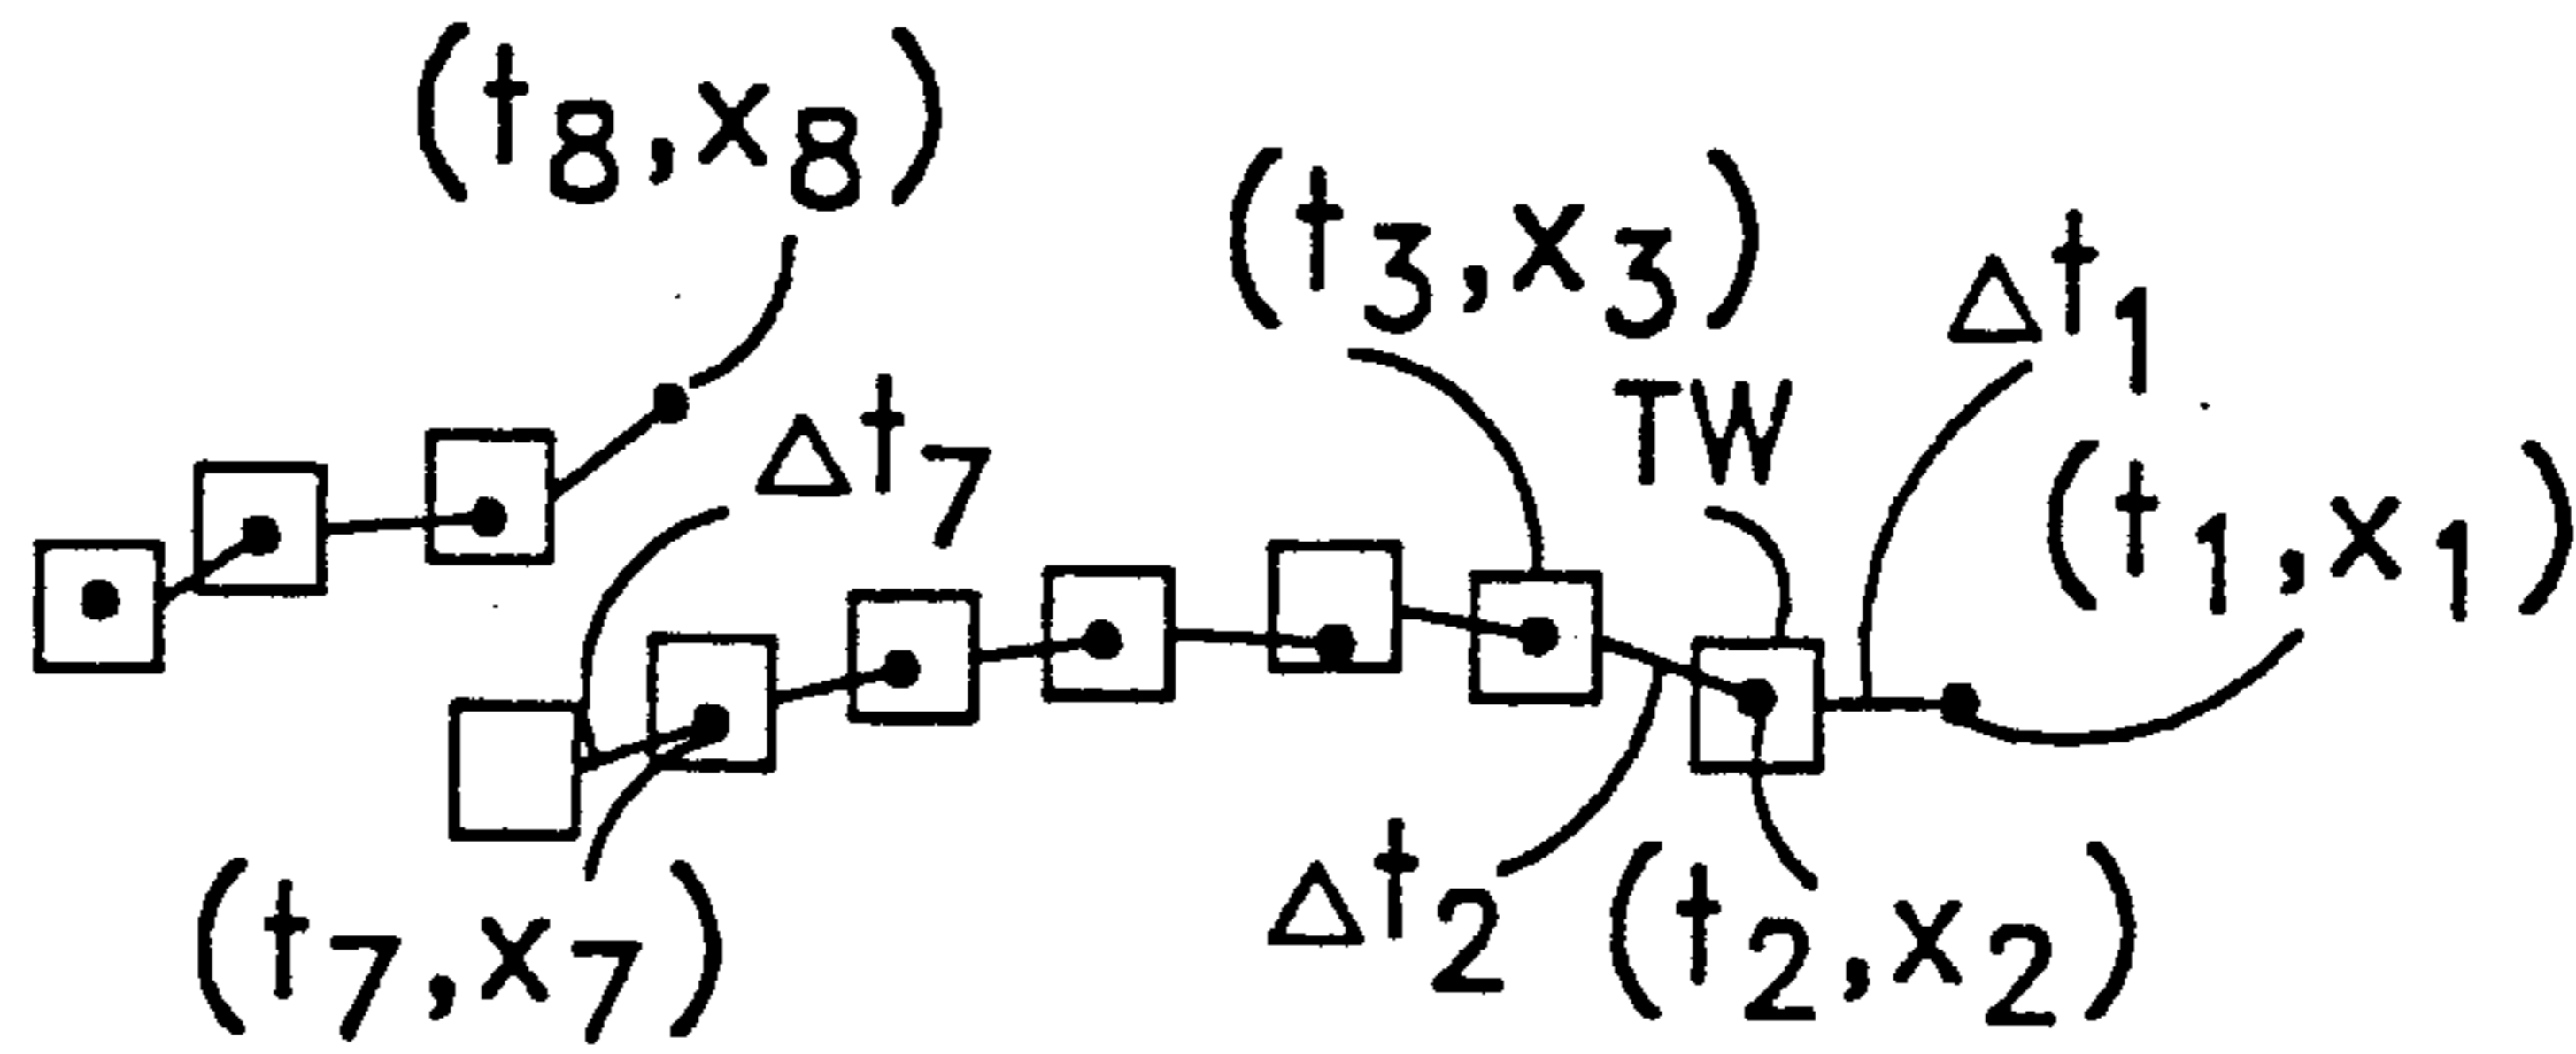 (t8,x8)
(t3,x3)
Δt1
TW
Δt7
(t1,x1)
(t7,x7)
Δt2
(t2,x2)